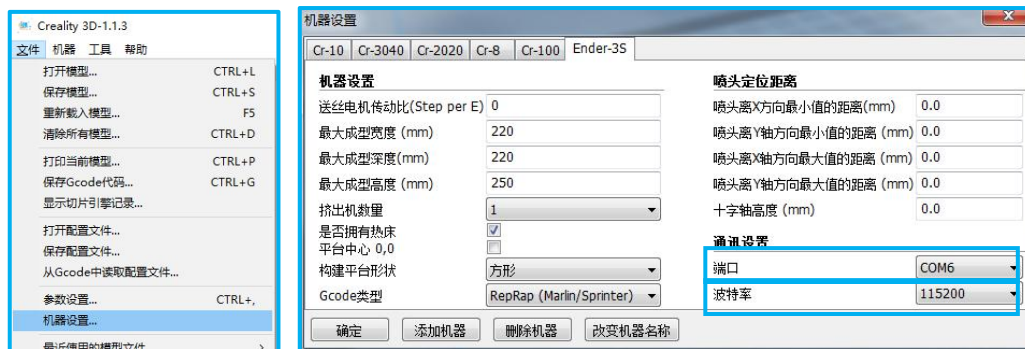 Creality 3D-1.1.3
文件 机器 工具 帮助
打开模型... CTRL+L
保存模型... CTRL+S
重新载入模型... F5
清除所有模型... CTRL+D
打印当前模型... CTRL+P
保存Gcode代码... CTRL+G
显示切片引擎记录...
打开配置文件...
保存配置文件...
从Gcode中读取配置文件...
参数设置... CTRL+,
机器设置...
最近使用的模型文件
机器设置
Cr-10 Cr-3040 Cr-2020 Cr-8 Cr-100 Ender-3S
机器设置
送丝电机传动比(Step per E) 0
最大成型宽度 (mm) 220
最大成型深度(mm) 220
最大成型高度 (mm) 250
挤出机数量 1
是否拥有热床
平台中心 0,0
构建平台形状 方形
Gcode类型 RepRap (Marlin/Sprinter)
喷头定位距离
喷头离X方向最小值的距离(mm) 0.0
喷头离Y轴方向最小值的距离 (mm) 0.0
喷头离X轴方向最大值的距离 (mm) 0.0
喷头离Y轴方向最大值的距离 (mm) 0.0
十字轴高度 (mm) 0.0
通讯设置
端口 COM6
波特率 115200
确定 添加机器 删除机器 改变机器名称